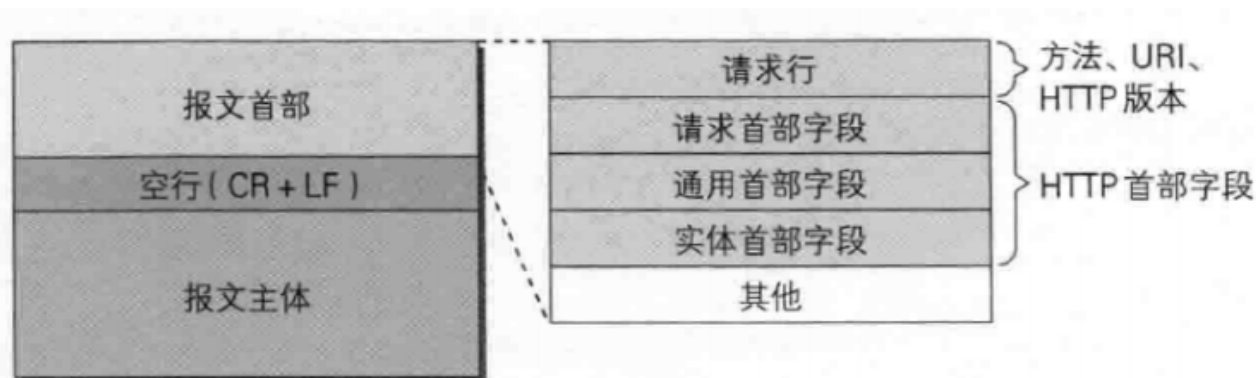 报文首部
空行(CR+LF)
报文主体
请求行
请求首部字段
通用首部字段
实体首部字段
其他
方法、URI、
HTTP版本
HTTP首部字段